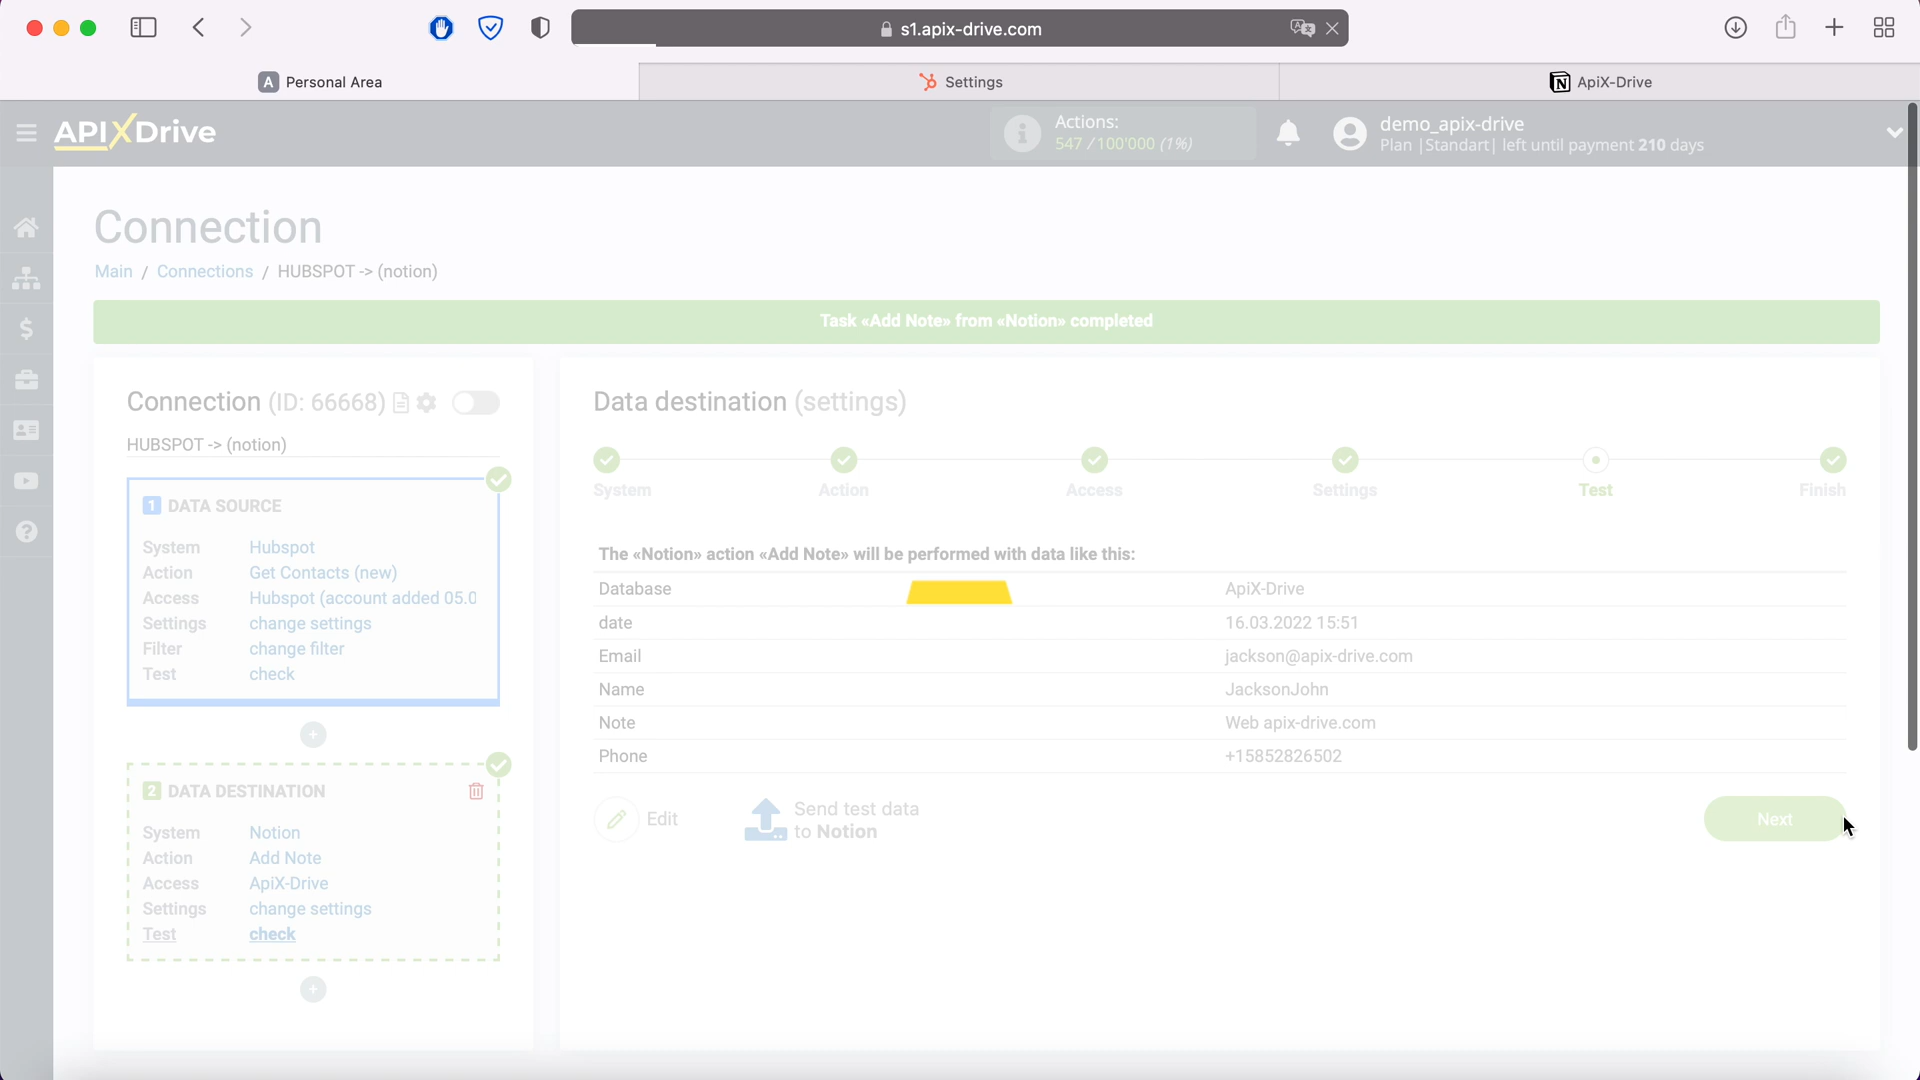 s1.apix-drive.com
A Personal Area
Settings
ApiX-Drive
APIXDrive
Actions:
547 / 100'000 (1%)
demo_apix-drive
Plan |Standart| left until payment 210 days
Connection
Main / Connections / HUBSPOT -> (notion)
Task «Add Note» from «Notion» completed
Connection (ID: 66668)
HUBSPOT -> (notion)
1 DATA SOURCE
System Hubspot
Action Get Contacts (new)
Access Hubspot (account added 05.0
Settings change settings
Filter change filter
Test check
2 DATA DESTINATION
System Notion
Action Add Note
Access ApiX-Drive
Settings change settings
Test check
Data destination (settings)
System Action Access Settings Test Finish
The «Notion» action «Add Note» will be performed with data like this:
Database ApiX-Drive
date 16.03.2022 15:51
Email jackson@apix-drive.com
Name JacksonJohn
Note Web apix-drive.com
Phone +15852826502
Edit
Send test data
to Notion
Next